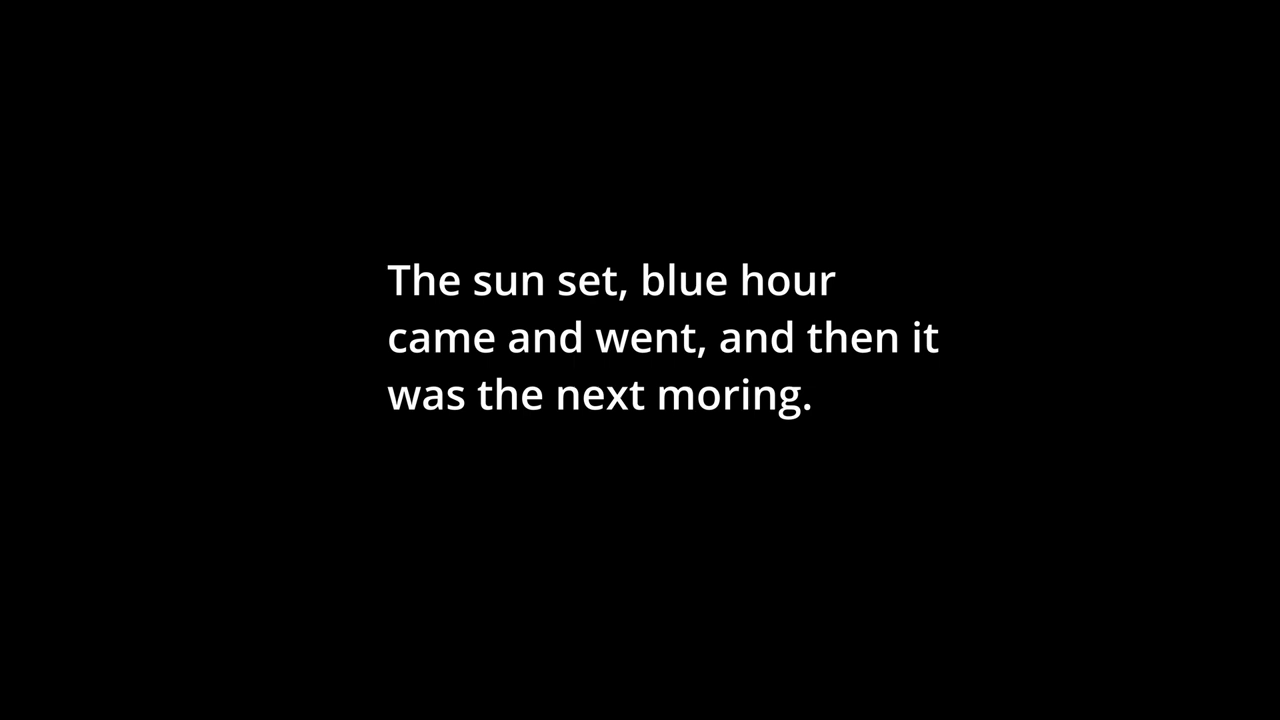 The sun set, blue hour
came and went, and then it
was the next moring.